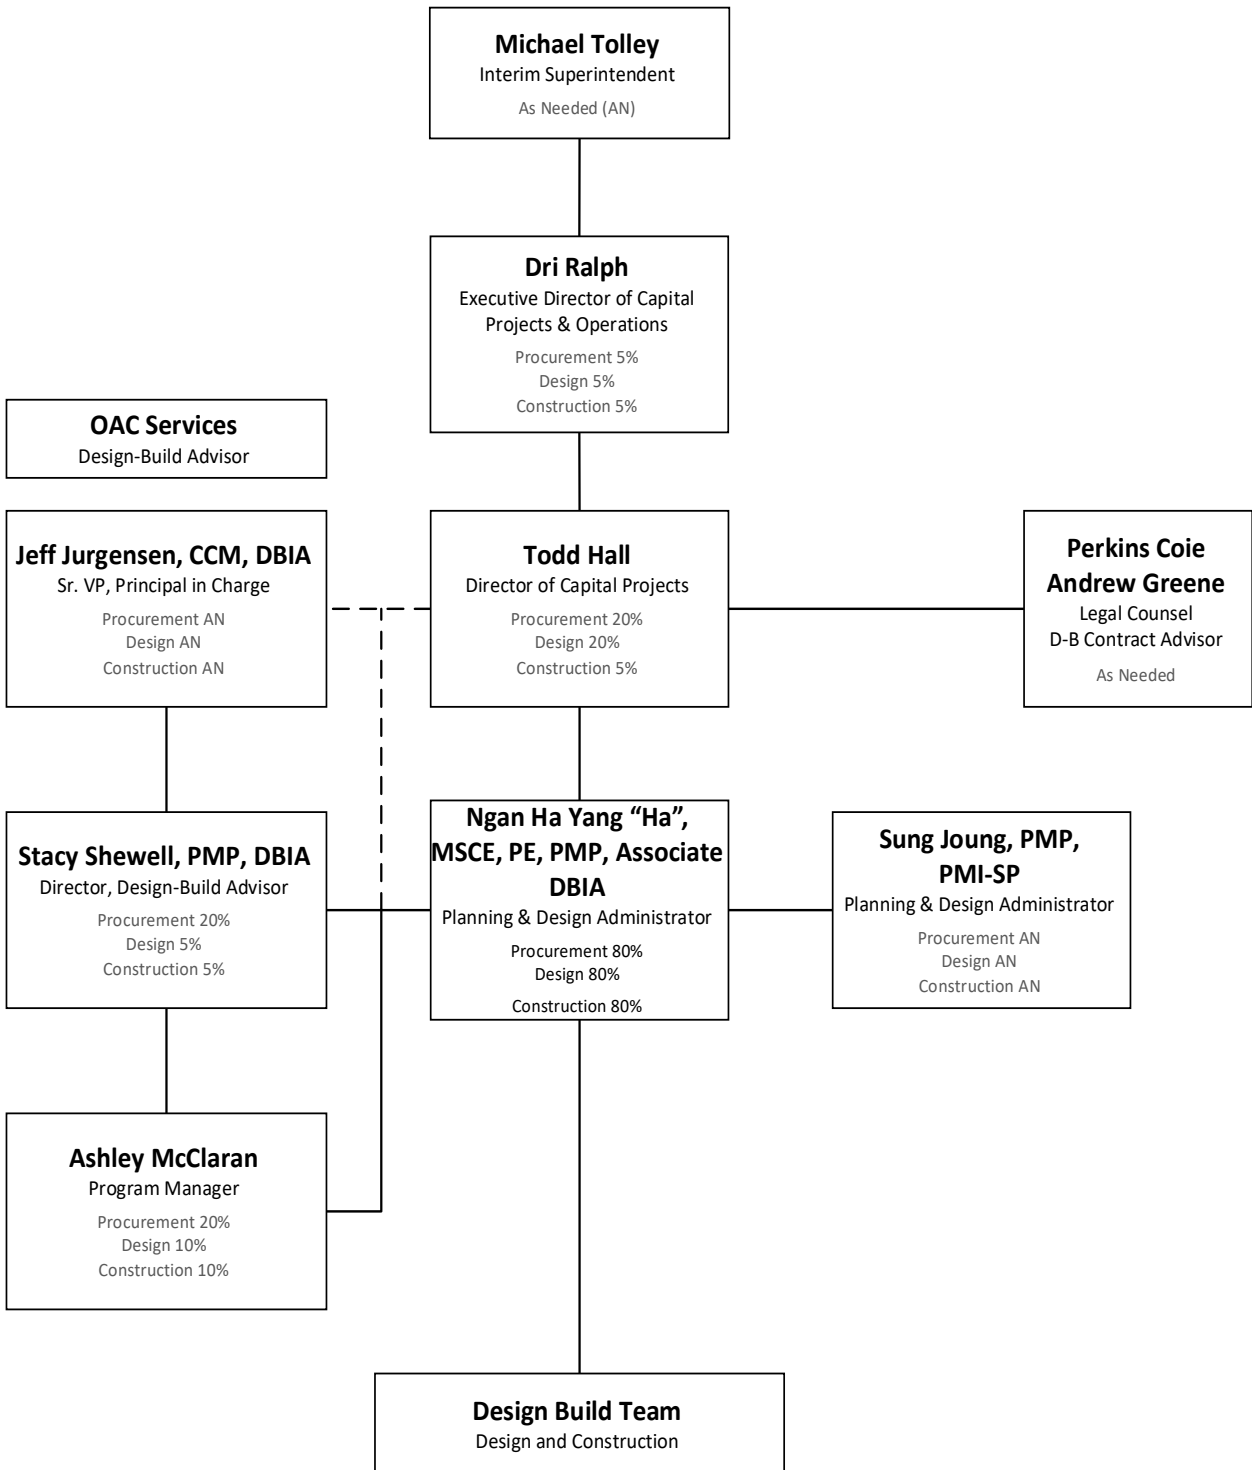 Michael Tolley
Interim Superintendent
As Needed (AN)
Dri Ralph
Executive Director of Capital
Projects & Operations
Procurement 5%
Design 5%
Construction 5%
OAC Services
Design-Build Advisor
Jeff Jurgensen, CCM, DBIA
Sr. VP, Principal in Charge
Procurement AN
Design AN
Construction AN
Todd Hall
Director of Capital Projects
Procurement 20%
Design 20%
Construction 5%
Perkins Coie
Andrew Greene
Legal Counsel
D-B Contract Advisor
As Needed
Stacy Shewell, PMP, DBIA
Director, Design-Build Advisor
Procurement 20%
Design 5%
Construction 5%
Ngan Ha Yang “Ha”,
MSCE, PE, PMP, Associate
DBIA
Planning & Design Administrator
Procurement 80%
Design 80%
Construction 80%
Sung Joung, PMP,
PMI-SP
Planning & Design Administrator
Procurement AN
Design AN
Construction AN
Ashley McClaran
Program Manager
Procurement 20%
Design 10%
Construction 10%
Design Build Team
Design and Construction